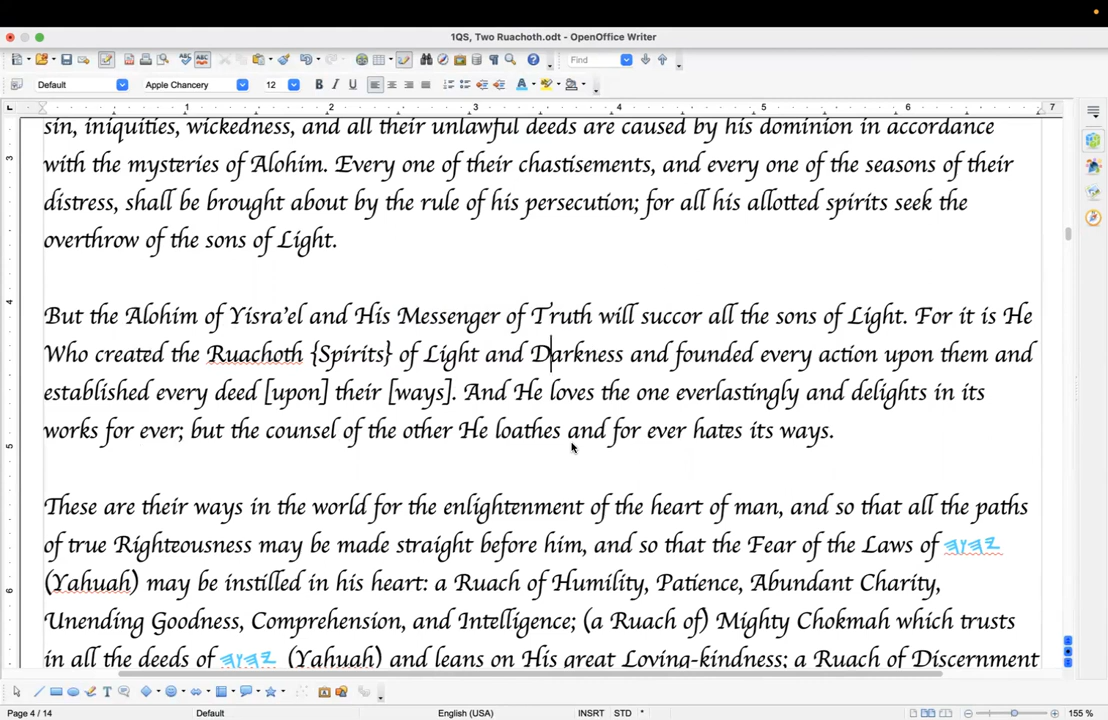 1QS, Two Ruachoth.odt - OpenOffice Writer
Find
Default Apple Chancery 12 B I U A
1 2 3 4 5 6 7
sin, iniquities, wickedness, and all their unlawful deeds are caused by his dominion in accordance
with the mysteries of Alohim. Every one of their chastisements, and every one of the seasons of their
distress, shall be brought about by the rule of his persecution; for all his allotted spirits seek the
overthrow of the sons of Light.
But the Alohim of Yisra'el and His Messenger of Truth will succor all the sons of Light. For it is He
Who created the Ruachoth {Spirits} of Light and Darkness and founded every action upon them and
established every deed [upon] their [ways]. And He loves the one everlastingly and delights in its
works for ever; but the counsel of the other He loathes and for ever hates its ways.
These are their ways in the world for the enlightenment of the heart of man, and so that all the paths
of true Righteousness may be made straight before him, and so that the Fear of the Laws of 𐤉𐤄𐤅𐤄
(Yahuah) may be instilled in his heart: a Ruach of Humility, Patience, Abundant Charity,
Unending Goodness, Comprehension, and Intelligence; (a Ruach of) Mighty Chokmah which trusts
in all the deeds of 𐤉𐤄𐤅𐤄 (Yahuah) and leans on His great Loving-kindness; a Ruach of Discernment
Page 4 / 14 Default English (USA) INSRT STD * 155 %